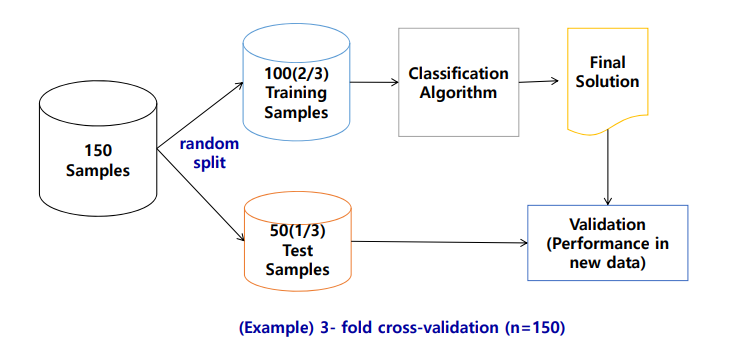 150
Samples
random
split
100(2/3)
Training
Samples
Classification
Algorithm
Final
Solution
50(1/3)
Test
Samples
Validation
(Performance in
new data)
(Example) 3- fold cross-validation (n=150)